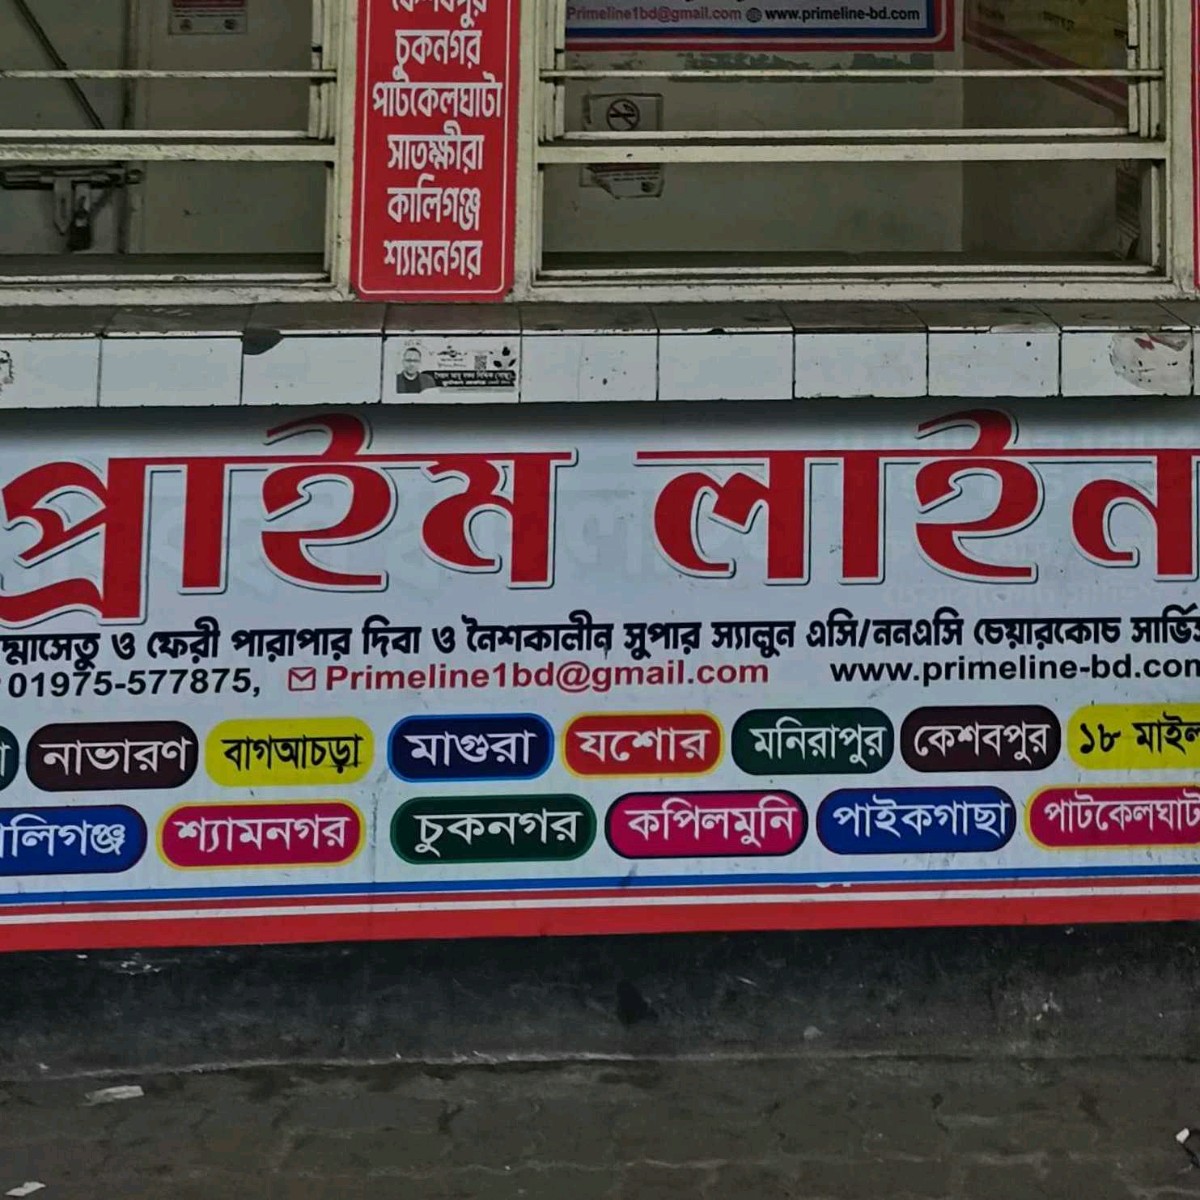 Primeline1bd@gmail.com www.primeline-bd.com
কেশবপুর
চুকনগর
পাটকেলঘাটা
সাতক্ষীরা
কালিগঞ্জ
শ্যামনগর
প্রাইম লাইন
ও ফেরী পারাপার দিবা ও নৈশকালীন সুপার স্যালুন এসি/ননএসি চেয়ারকোচ
01975-577875, Primeline1bd@gmail.com www.primeline-bd.com
নাভারণ বাগআচড়া মাগুরা যশোর মনিরাপুর কেশবপুর ১৮ মাইল
শ্যামনগর চুকনগর কপিলমুনি পাইকগাছা